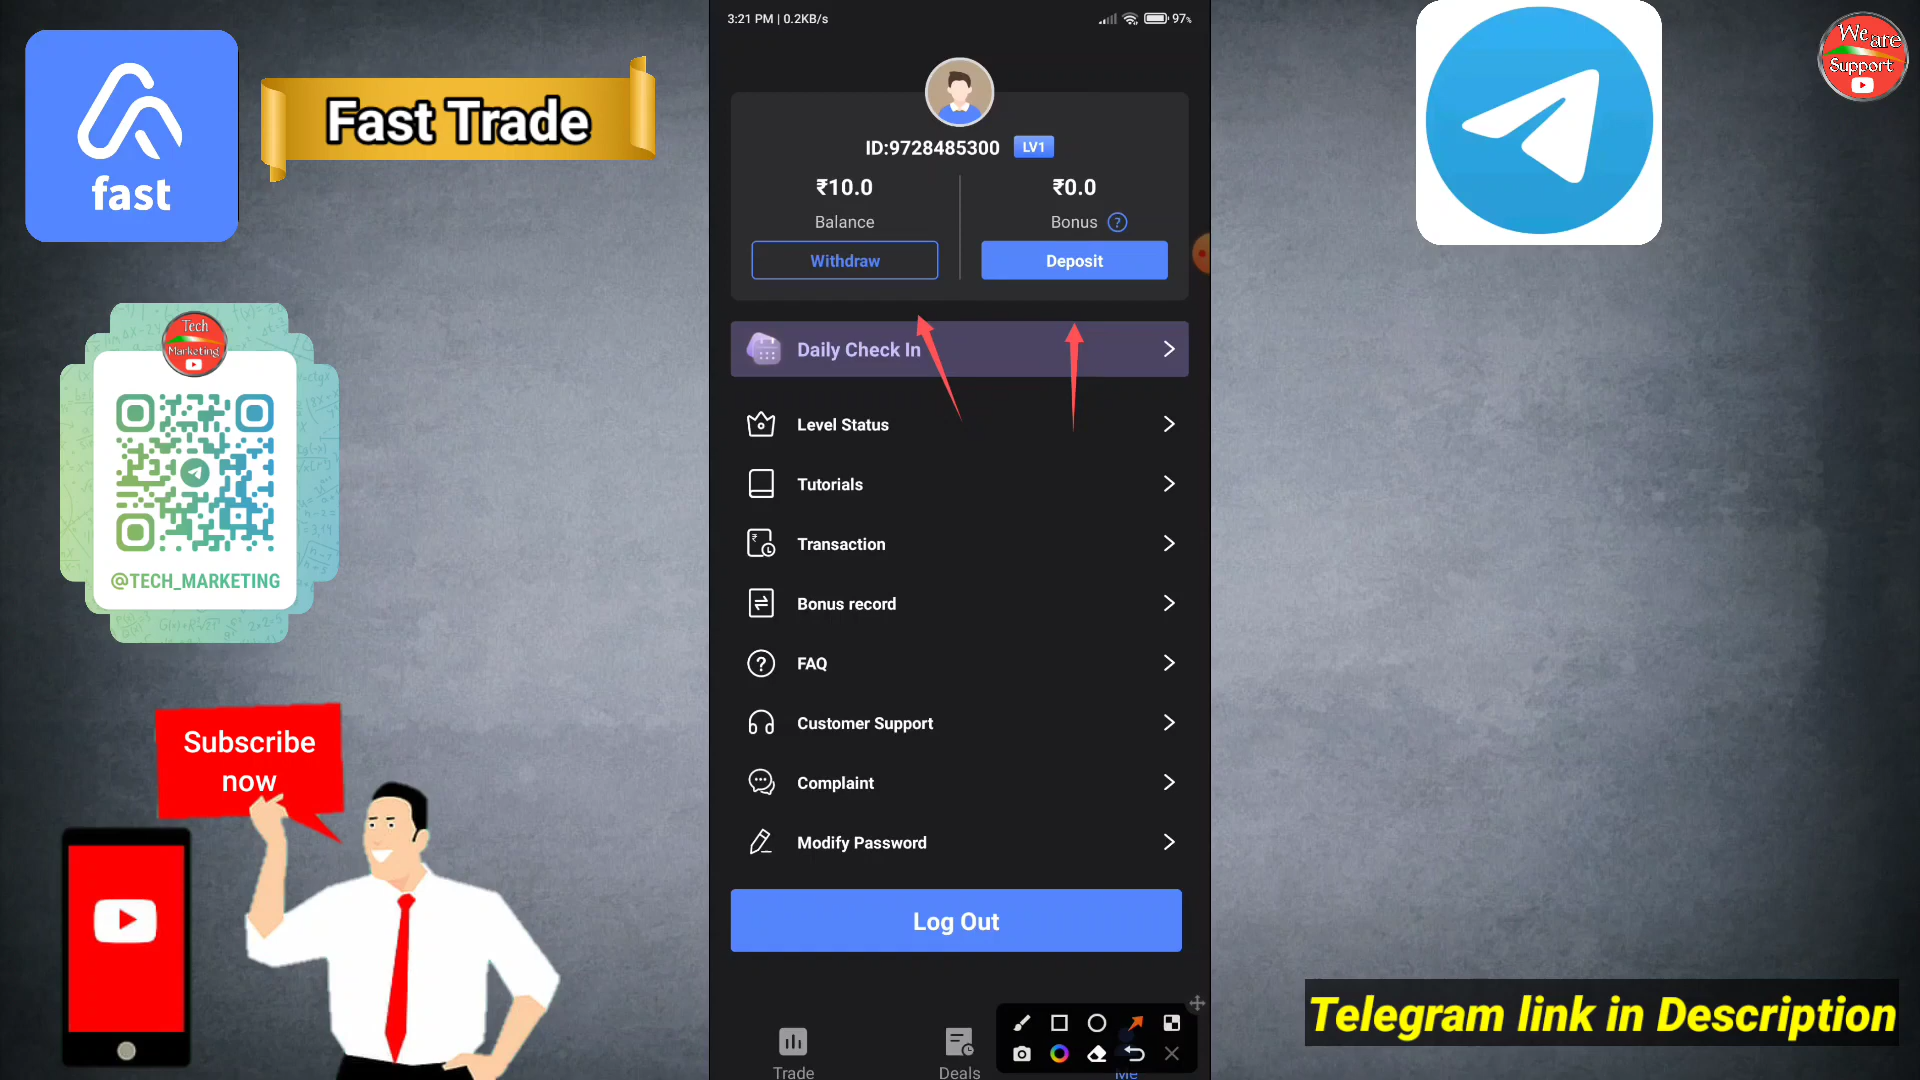 fast
Fast Trade
Tech
Marketing
@TECH_MARKETING
Subscribe
now
3:21 PM | 0.2KB/s
97%
ID:9728485300
LV1
₹10.0
₹0.0
Balance
Bonus ?
Withdraw
Deposit
Daily Check In
Level Status
Tutorials
Transaction
Bonus record
FAQ
Customer Support
Complaint
Modify Password
Log Out
Trade
Deals
Me
We are
Support
Telegram link in Description